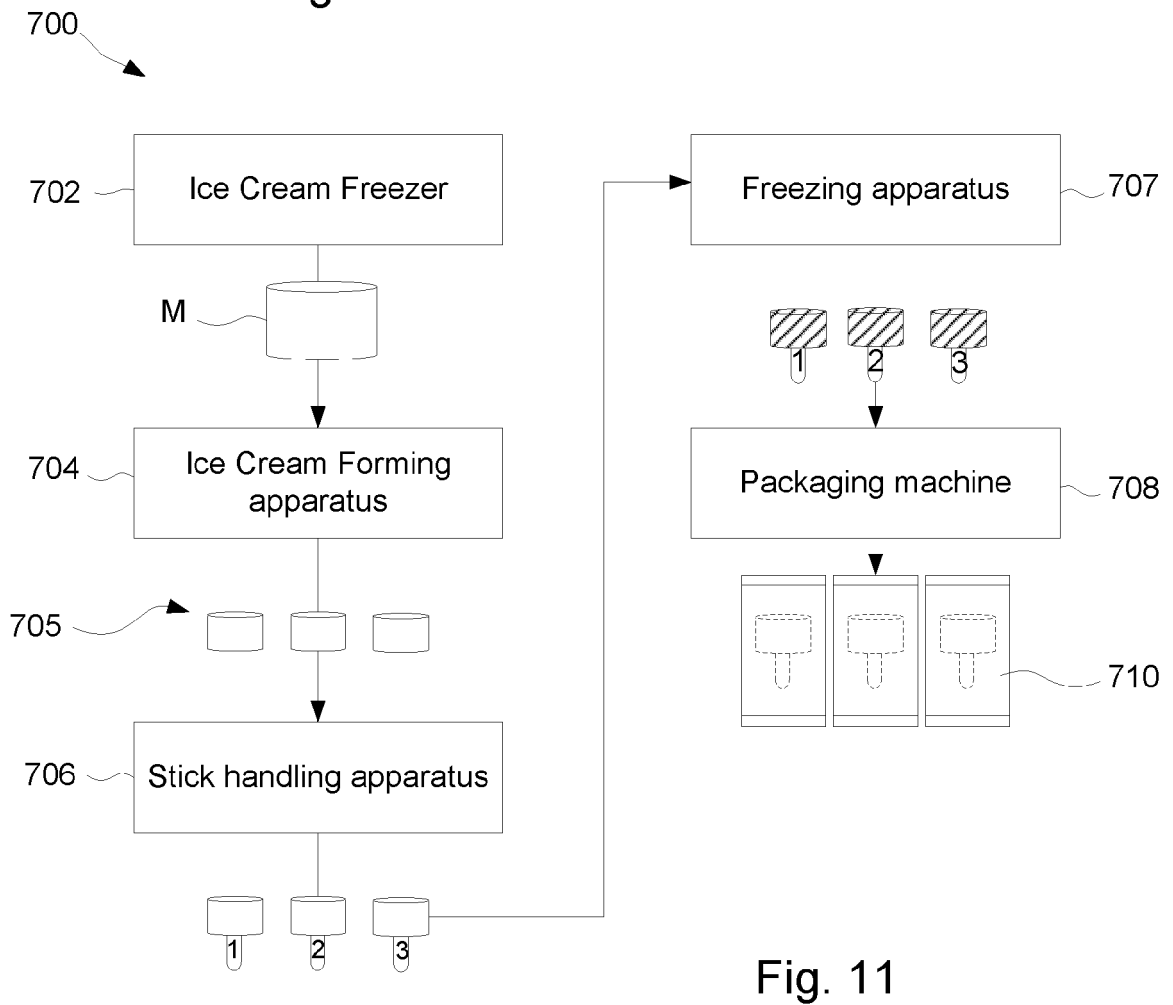 700
702
Ice Cream Freezer
M
704
Ice Cream Forming
apparatus
705
706
Stick handling apparatus
1 2 3
Freezing apparatus
707
1 2 3
Packaging machine
708
710
Fig. 11